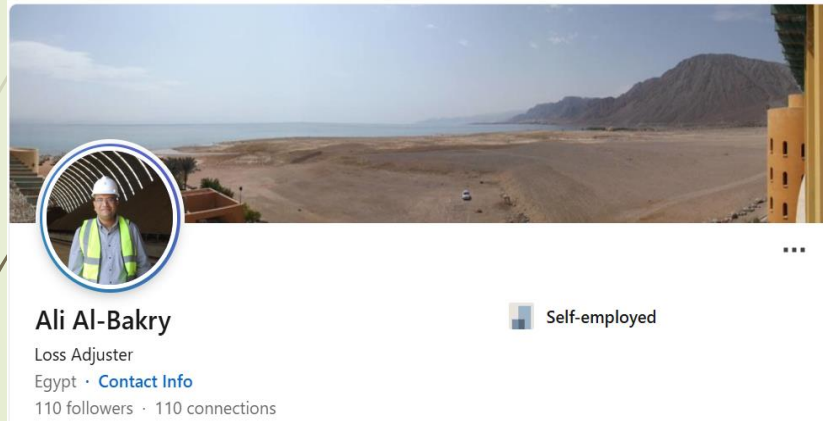 Ali Al-Bakry
Self-employed
Loss Adjuster
Egypt · Contact Info
110 followers · 110 connections